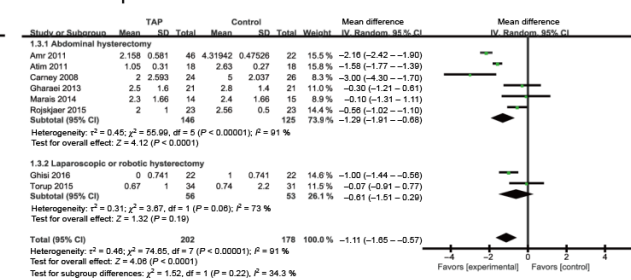 TAP Control Mean difference Mean difference
Study or Subgroup Mean SD Total Mean SD Total Weight IV. Random. 95% CI IV. Random. 95% CI
1.3.1 Abdominal hysterectomy
Amr 2011 2.158 0.581 46 4.31942 0.47526 22 15.5% -2.16 (-2.42 - -1.90)
Atim 2011 1.05 0.31 18 2.63 0.27 18 15.7% -1.58 (-1.77 - -1.39)
Carney 2008 2 2.593 24 5 2.037 26 8.3% -3.00 (-4.30 - -1.70)
Gharaei 2013 2.5 1.6 21 2.8 1.4 21 11.0% -0.30 (-1.21 - 0.61)
Marais 2014 2.3 1.66 14 2.4 1.66 15 8.9% -0.10 (-1.31 - 1.11)
Rojskjaer 2015 2 1 23 2.56 0.5 23 14.5% -0.56 (-1.02 - -1.10)
Subtotal (95% CI) 146 125 73.9% -1.29 (-1.91 - -0.68)
Heterogeneity: τ² = 0.45; χ² = 55.99, df = 5 (P < 0.00001); I² = 91 %
Test for overall effect: Z = 4.12 (P < 0.0001)
1.3.2 Laparoscopic or robotic hysterectomy
Ghisi 2016 0 0.741 22 1 0.741 22 14.6% -1.00 (-1.44 - -0.56)
Torup 2015 0.67 1 34 0.74 2.2 31 11.5% -0.07 (-0.91 - 0.77)
Subtotal (95% CI) 56 53 26.1% -0.61 (-1.51 - 0.29)
Heterogeneity: τ² = 0.31; χ² = 3.67, df = 1 (P = 0.06); I² = 73 %
Test for overall effect: Z = 1.32 (P = 0.19)
Total (95% CI) 202 178 100.0% -1.11 (-1.65 - -0.57)
Heterogeneity: τ² = 0.46; χ² = 74.65, df = 7 (P < 0.00001); I² = 91 %
Test for overall effect: Z = 4.06 (P < 0.0001)
Test for subgroup differences: χ² = 1.52, df = 1 (P = 0.22), I² = 34.3 %
-4 -2 0 2 4
Favors [experimental] Favors [control]